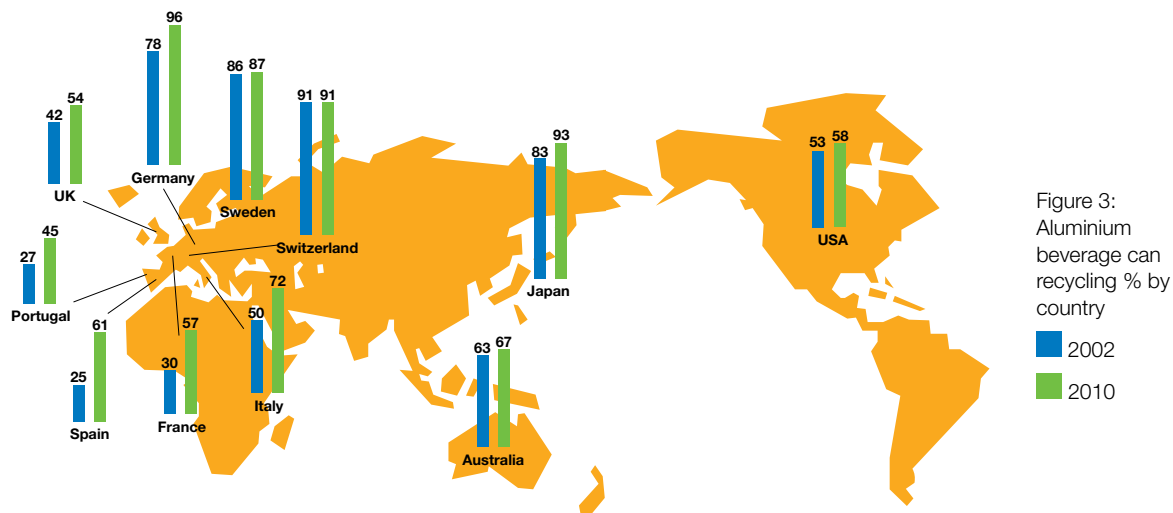 42 54
UK
78 96
Germany
86 87
Sweden
91 91
Switzerland
27 45
Portugal
25 61
Spain
30 57
France
50 72
Italy
83 93
Japan
63 67
Australia
53 58
USA
Figure 3:
Aluminium
beverage can
recycling % by
country
2002
2010